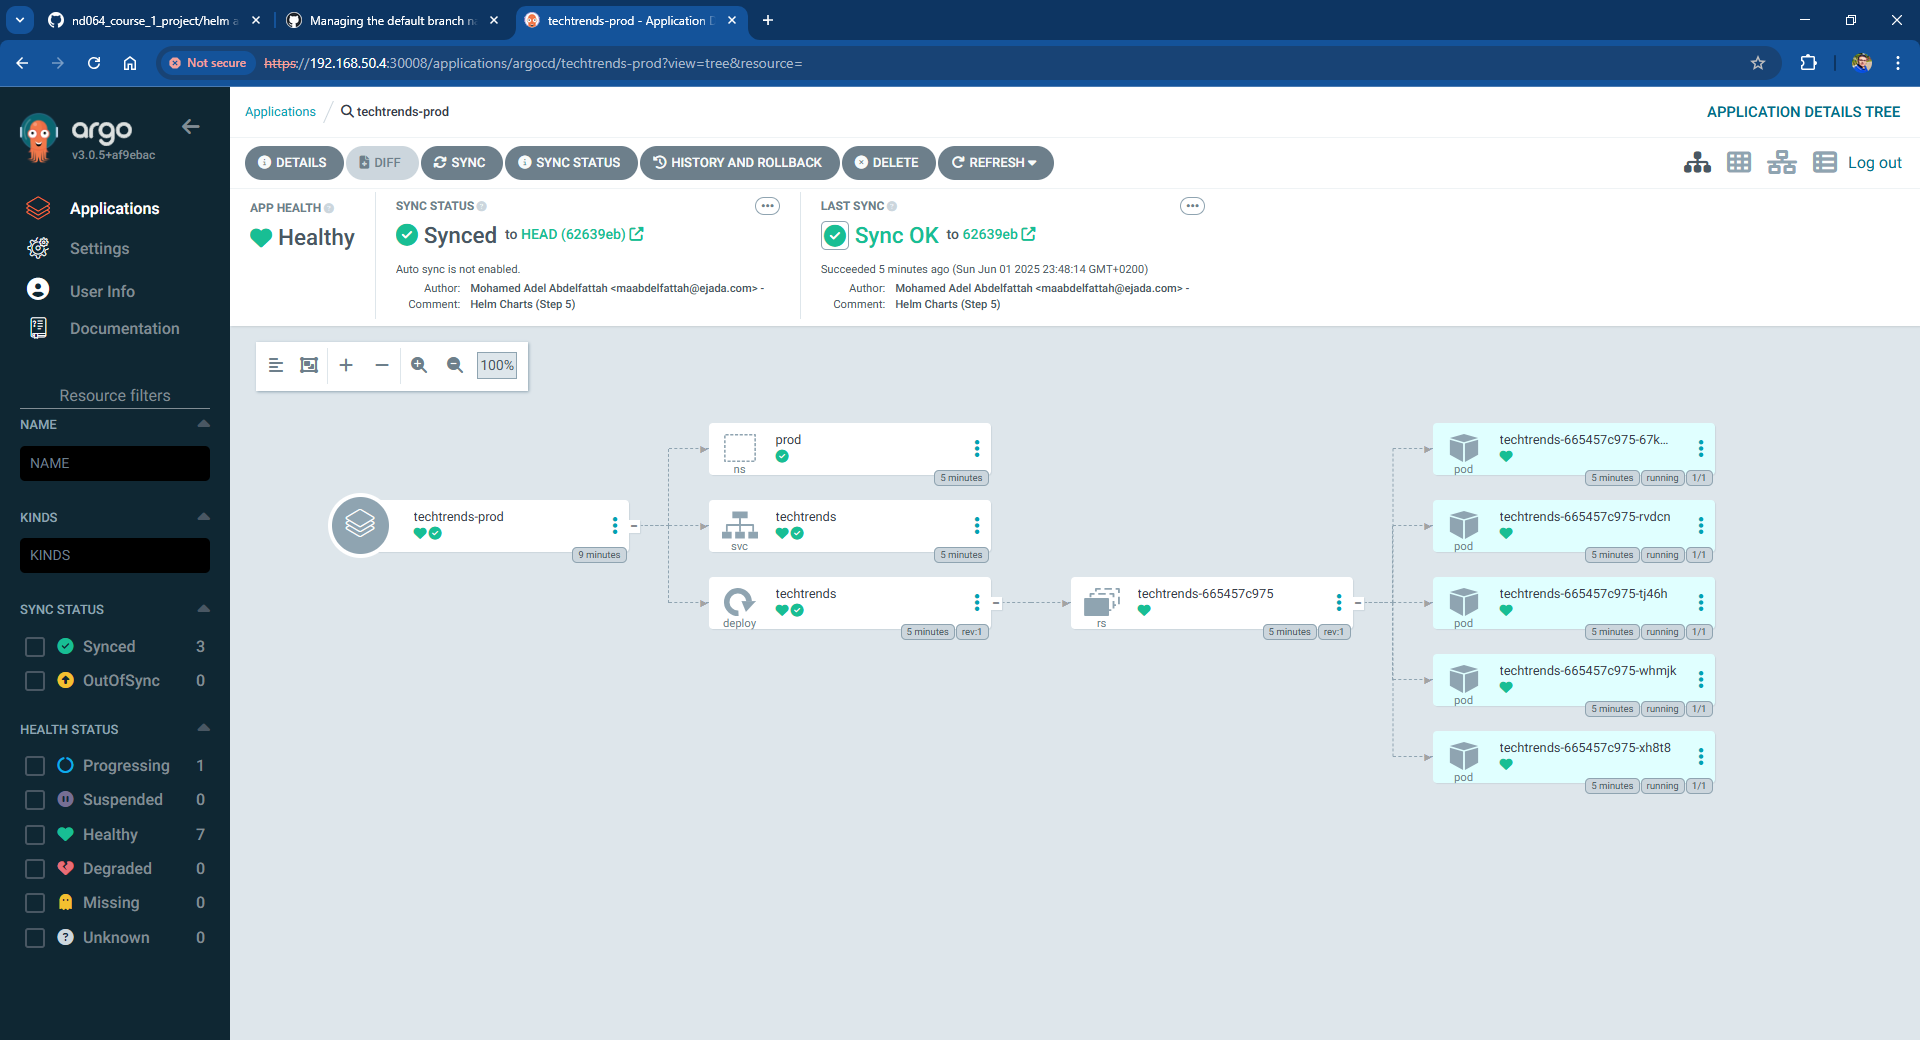 nd064_course_1_project/helm a
Managing the default branch n
techtrends-prod - Application D
Not secure
https://192.168.50.4:30008/applications/argocd/techtrends-prod?view=tree&resource=
argo
v3.0.5+af9ebac
Applications
Settings
User Info
Documentation
Resource filters
NAME
NAME
KINDS
KINDS
SYNC STATUS
Synced 3
OutOfSync 0
HEALTH STATUS
Progressing 1
Suspended 0
Healthy 7
Degraded 0
Missing 0
Unknown 0
Applications / techtrends-prod
APPLICATION DETAILS TREE
DETAILS DIFF SYNC SYNC STATUS HISTORY AND ROLLBACK DELETE REFRESH
Log out
APP HEALTH
Healthy
SYNC STATUS
Synced to HEAD (62639eb)
Auto sync is not enabled.
Author: Mohamed Adel Abdelfattah <maabdelfattah@ejada.com> -
Comment: Helm Charts (Step 5)
LAST SYNC
Sync OK to 62639eb
Succeeded 5 minutes ago (Sun Jun 01 2025 23:48:14 GMT+0200)
Author: Mohamed Adel Abdelfattah <maabdelfattah@ejada.com> -
Comment: Helm Charts (Step 5)
100%
techtrends-prod
9 minutes
prod
ns
5 minutes
techtrends
svc
5 minutes
techtrends
deploy
5 minutes rev:1
techtrends-665457c975
rs
5 minutes rev:1
techtrends-665457c975-67k...
pod
5 minutes running 1/1
techtrends-665457c975-rvdcn
pod
5 minutes running 1/1
techtrends-665457c975-tj46h
pod
5 minutes running 1/1
techtrends-665457c975-whmjk
pod
5 minutes running 1/1
techtrends-665457c975-xh8t8
pod
5 minutes running 1/1